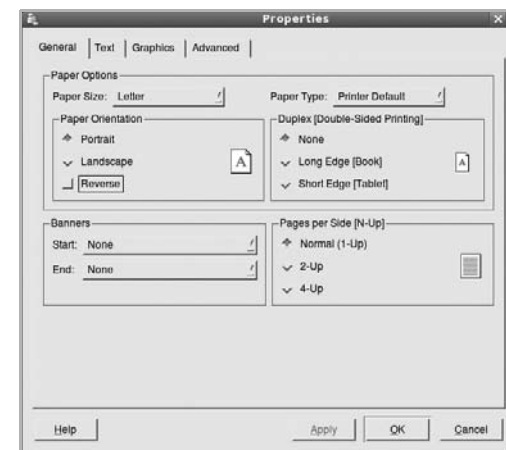 Properties
General Text Graphics Advanced
Paper Options
Paper Size: Letter Paper Type: Printer Default
Paper Orientation Duplex [Double-Sided Printing]
Portrait None
Landscape A Long Edge [Book] A
Reverse Short Edge [Tablet]
Banners Pages per Side [N-Up]
Start: None Normal (1-Up)
End: None 2-Up
4-Up
Help Apply OK Cancel